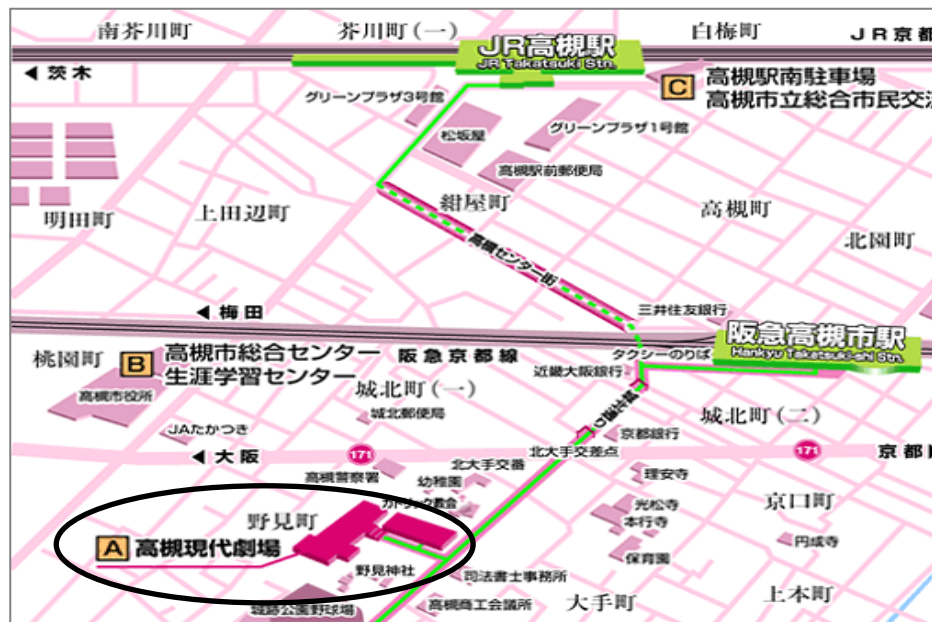 南芥川町
芥川町(一)
JR高槻駅
JR Takatsuki Stn.
白梅町
JR京都
◀ 茨木
グリーンプラザ3号館
松坂屋
グリーンプラザ1号館
高槻駅前郵便局
C 高槻駅南駐車場
高槻市立総合市民交
明田町
上田辺町
紺屋町
高槻町
北園町
高槻センター街
◀ 梅田
三井住友銀行
阪急高槻市駅
Hankyu Takatsuki-shi Stn.
タクシーのりば
近畿大阪銀行
桃園町
B 高槻市総合センター
生涯学習センター
阪急京都線
高槻市役所
城北町(一)
城北郵便局
城北町(二)
JAたかつき
京都銀行
◀ 大阪
171
北大手交差点
171
京都
高槻警察署
北大手交番
幼稚園
カトリック教会
理安寺
光松寺
本行寺
京口町
円成寺
保育園
野見町
A 高槻現代劇場
野見神社
司法書士事務所
城跡公園野球場
高槻商工会議所
大手町
上本町